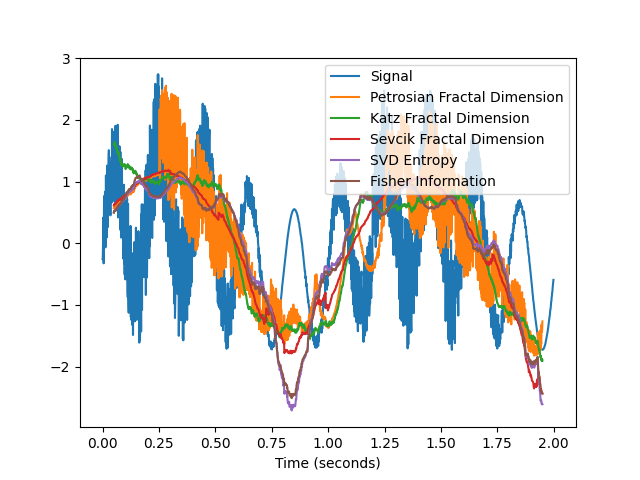 3
2
1
0
−1
−2
Signal
Petrosian Fractal Dimension
Katz Fractal Dimension
Sevcik Fractal Dimension
SVD Entropy
Fisher Information
0.00 0.25 0.50 0.75 1.00 1.25 1.50 1.75 2.00
Time (seconds)